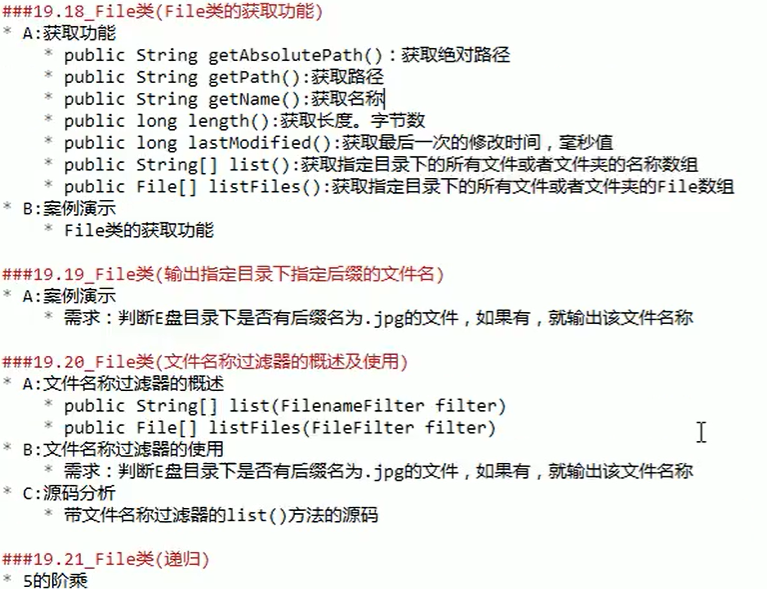 ###19.18_File类(File类的获取功能)
* A:获取功能
* public String getAbsolutePath()：获取绝对路径
* public String getPath():获取路径
* public String getName():获取名称
* public long length():获取长度。字节数
* public long lastModified():获取最后一次的修改时间，毫秒值
* public String[] list():获取指定目录下的所有文件或者文件夹的名称数组
* public File[] listFiles():获取指定目录下的所有文件或者文件夹的File数组
* B:案例演示
* File类的获取功能
###19.19_File类(输出指定目录下指定后缀的文件名)
* A:案例演示
* 需求：判断E盘目录下是否有后缀名为.jpg的文件，如果有，就输出该文件名称
###19.20_File类(文件名称过滤器的概述及使用)
* A:文件名称过滤器的概述
* public String[] list(FilenameFilter filter)
* public File[] listFiles(FileFilter filter)
* B:文件名称过滤器的使用
* 需求：判断E盘目录下是否有后缀名为.jpg的文件，如果有，就输出该文件名称
* C:源码分析
* 带文件名称过滤器的list()方法的源码
###19.21_File类(递归)
* 5的阶乘